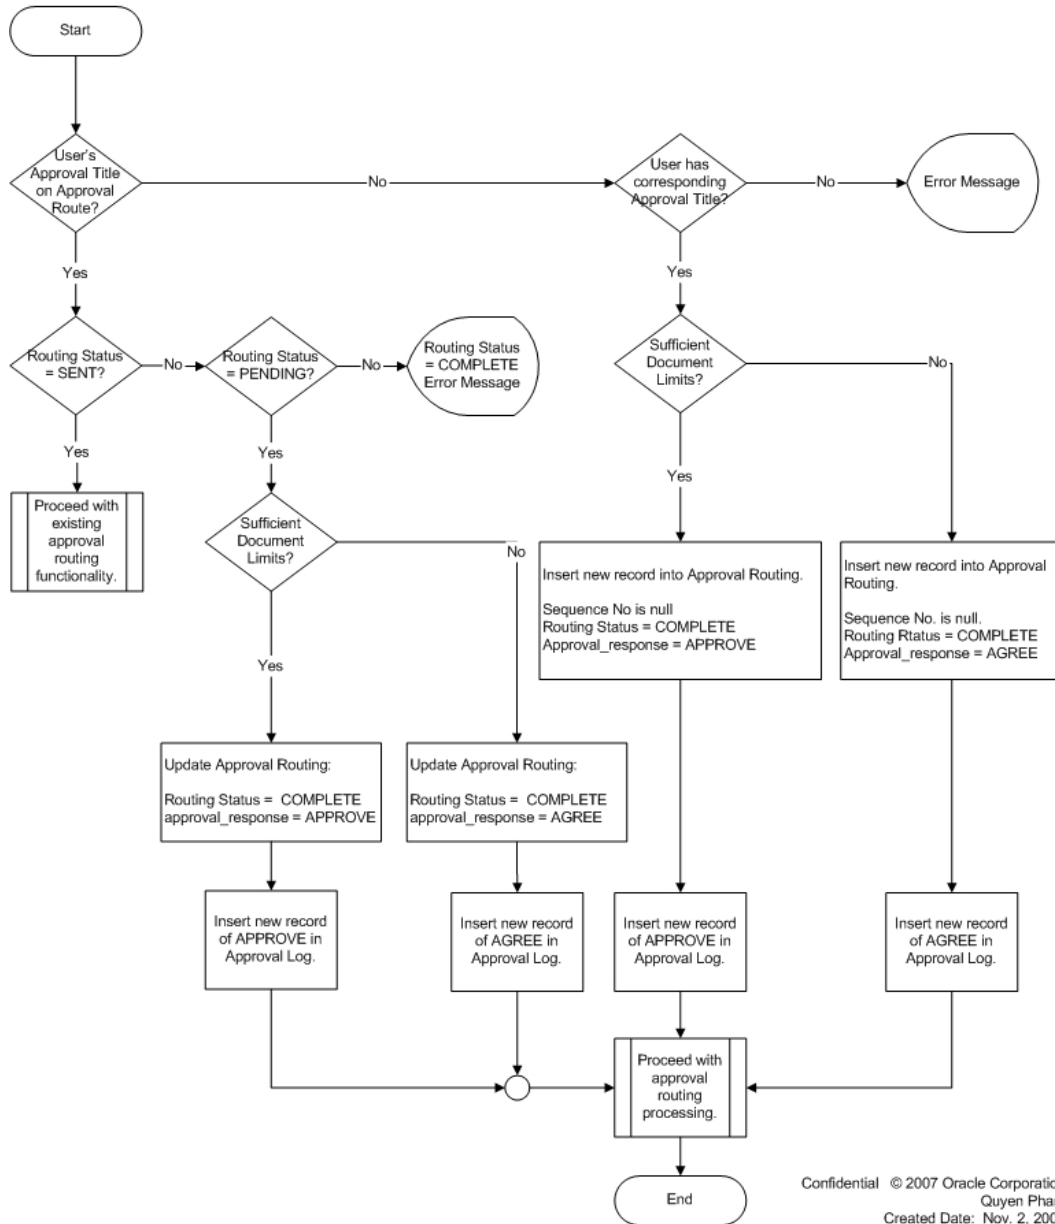 Start
User's
Approval Title
on Approval
Route?
No
User has
corresponding
Approval Title?
No
Error Message
Yes
Yes
Routing Status
= SENT?
No
Routing Status
= PENDING?
No
Routing Status
= COMPLETE
Error Message
Sufficient
Document
Limits?
No
Yes
Yes
Yes
Proceed with
existing
approval
routing
functionality.
Sufficient
Document
Limits?
No
Insert new record into Approval Routing.
Sequence No is null
Routing Status = COMPLETE
Approval_response = APPROVE
Insert new record into Approval
Routing.
Sequence No. is null.
Routing Rtatus = COMPLETE
Approval_response = AGREE
Yes
Update Approval Routing:
Routing Status =  COMPLETE
approval_response = APPROVE
Update Approval Routing:
Routing Status =  COMPLETE
approval_response = AGREE
Insert new record
of APPROVE in
Approval Log.
Insert new record
of AGREE in
Approval Log.
Insert new record
of APPROVE in
Approval Log.
Insert new record
of AGREE in
Approval Log.
Proceed with
approval
routing
processing.
End
Confidential © 2007 Oracle
Quyen
Created Date: Nov. 2,